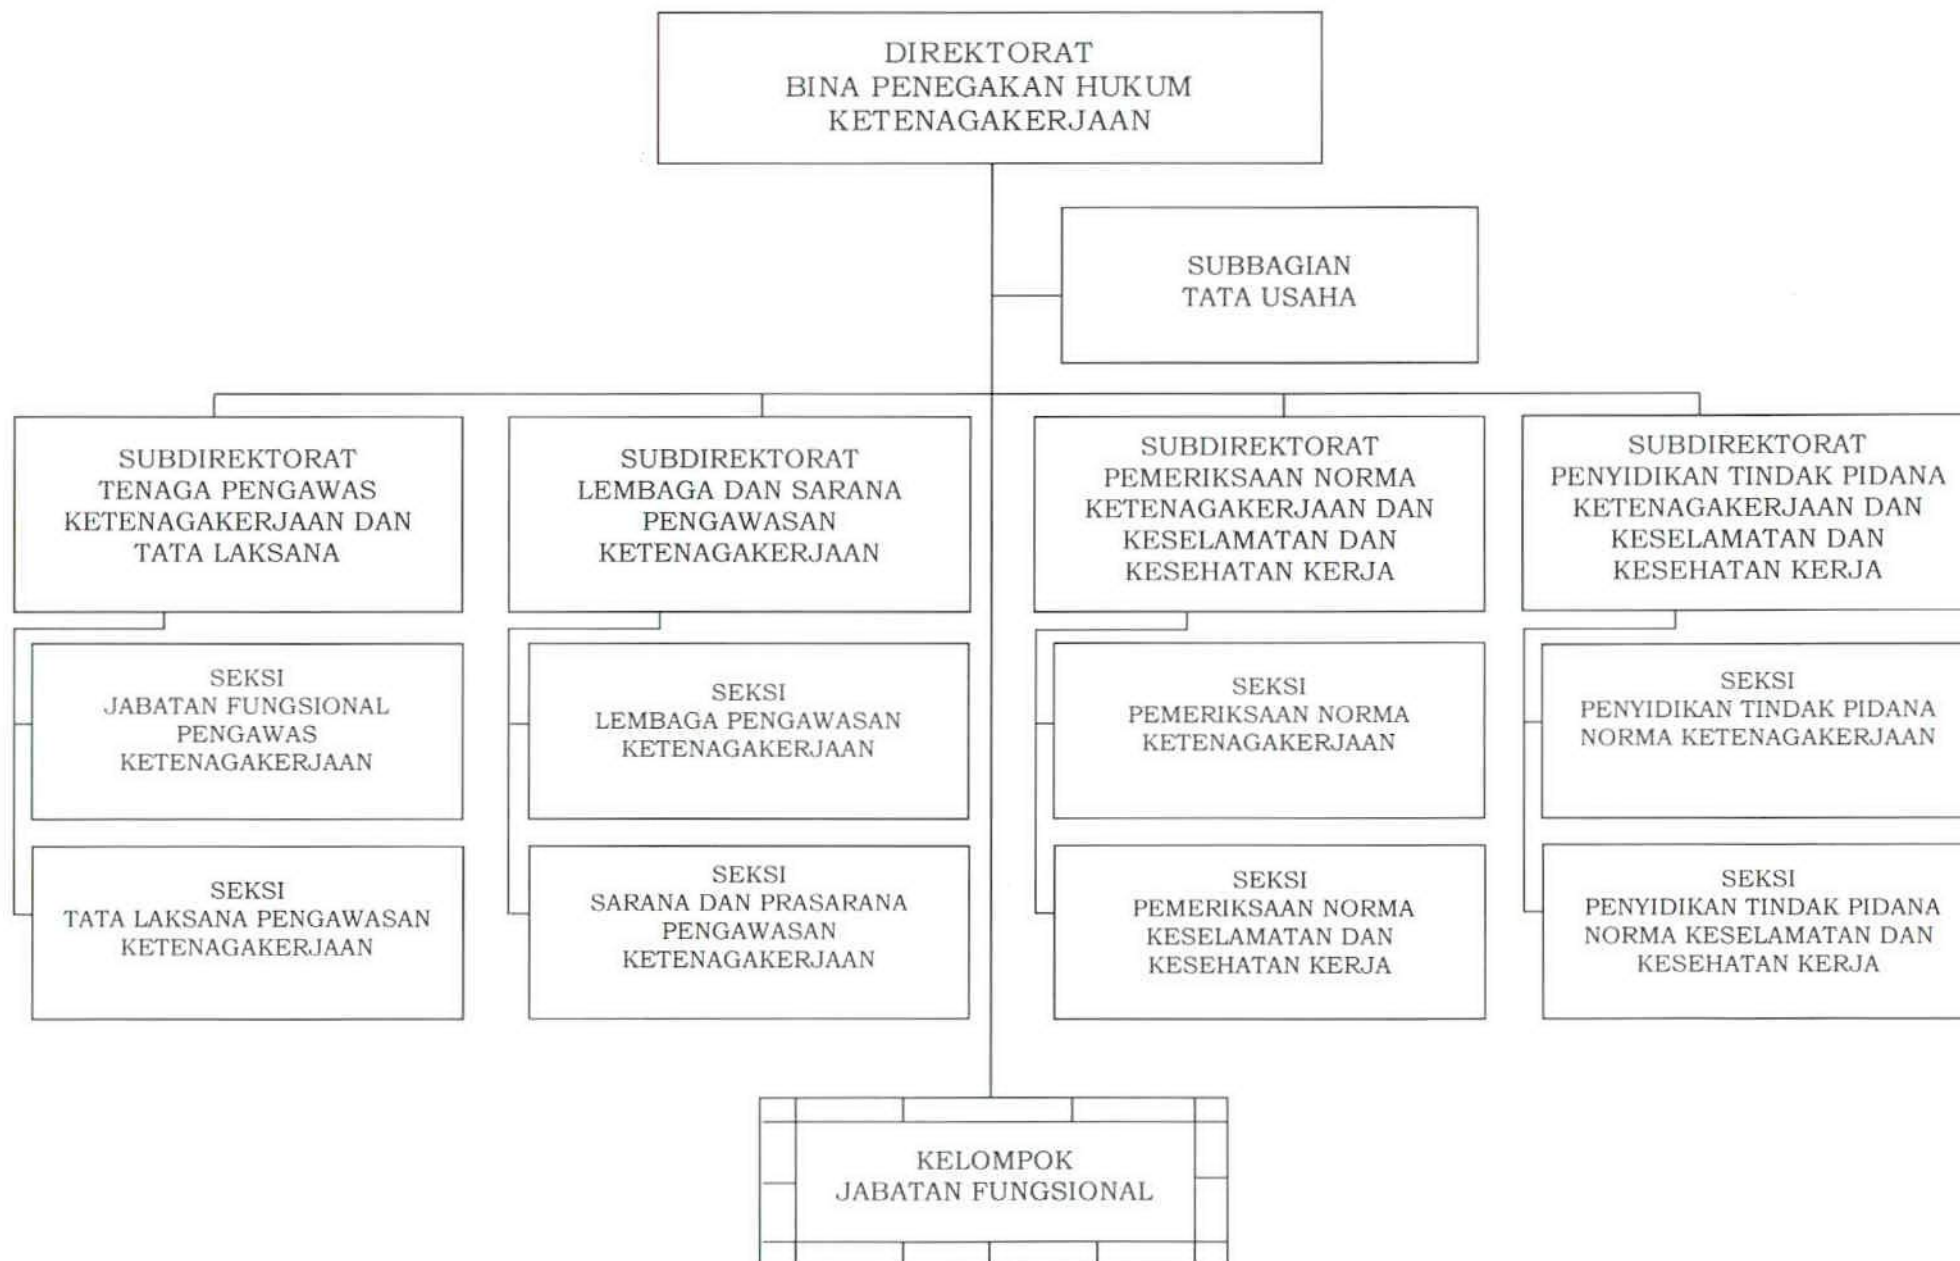 DIREKTORAT
BINA PENEGAKAN HUKUM
KETENAGAKERJAAN
SUBBAGIAN
TATA USAHA
SUBDIREKTORAT
TENAGA PENGAWAS
KETENAGAKERJAAN DAN
TATA LAKSANA
SUBDIREKTORAT
LEMBAGA DAN SARANA
PENGAWASAN
KETENAGAKERJAAN
SUBDIREKTORAT
PEMERIKSAAN NORMA
KETENAGAKERJAAN DAN
KESELAMATAN DAN
KESEHATAN KERJA
SUBDIREKTORAT
PENYIDIKAN TINDAK PIDANA
KETENAGAKERJAAN DAN
KESELAMATAN DAN
KESEHATAN KERJA
SEKSI
JABATAN FUNGSIONAL
PENGAWAS
KETENAGAKERJAAN
SEKSI
LEMBAGA PENGAWASAN
KETENAGAKERJAAN
SEKSI
PEMERIKSAAN NORMA
KETENAGAKERJAAN
SEKSI
PENYIDIKAN TINDAK PIDANA
NORMA KETENAGAKERJAAN
SEKSI
TATA LAKSANA PENGAWASAN
KETENAGAKERJAAN
SEKSI
SARANA DAN PRASARANA
PENGAWASAN
KETENAGAKERJAAN
SEKSI
PEMERIKSAAN NORMA
KESELAMATAN DAN
KESEHATAN KERJA
SEKSI
PENYIDIKAN TINDAK PIDANA
NORMA KESELAMATAN DAN
KESEHATAN KERJA
KELOMPOK
JABATAN FUNGSIONAL